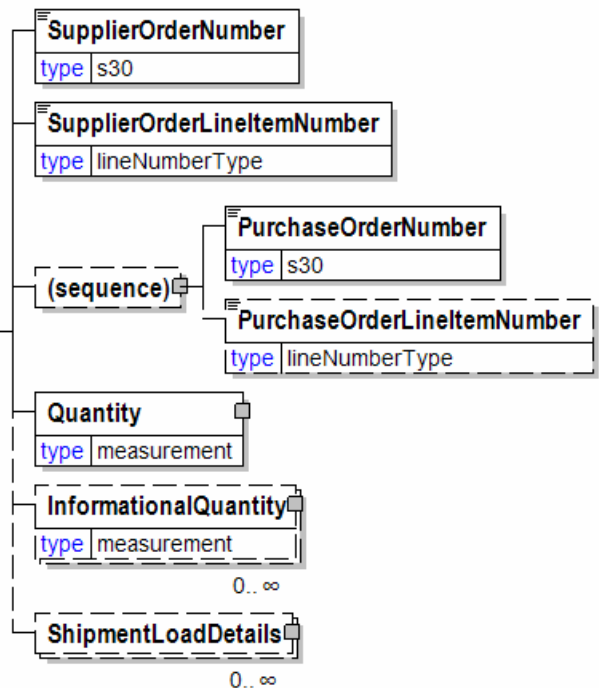 SupplierOrderNumber
type s30
SupplierOrderLineItemNumber
type lineNumberType
PurchaseOrderNumber
type s30
(sequence)
PurchaseOrderLineItemNumber
type lineNumberType
Quantity
type measurement
InformationalQuantity
type measurement
0.. ∞
ShipmentLoadDetails
0.. ∞